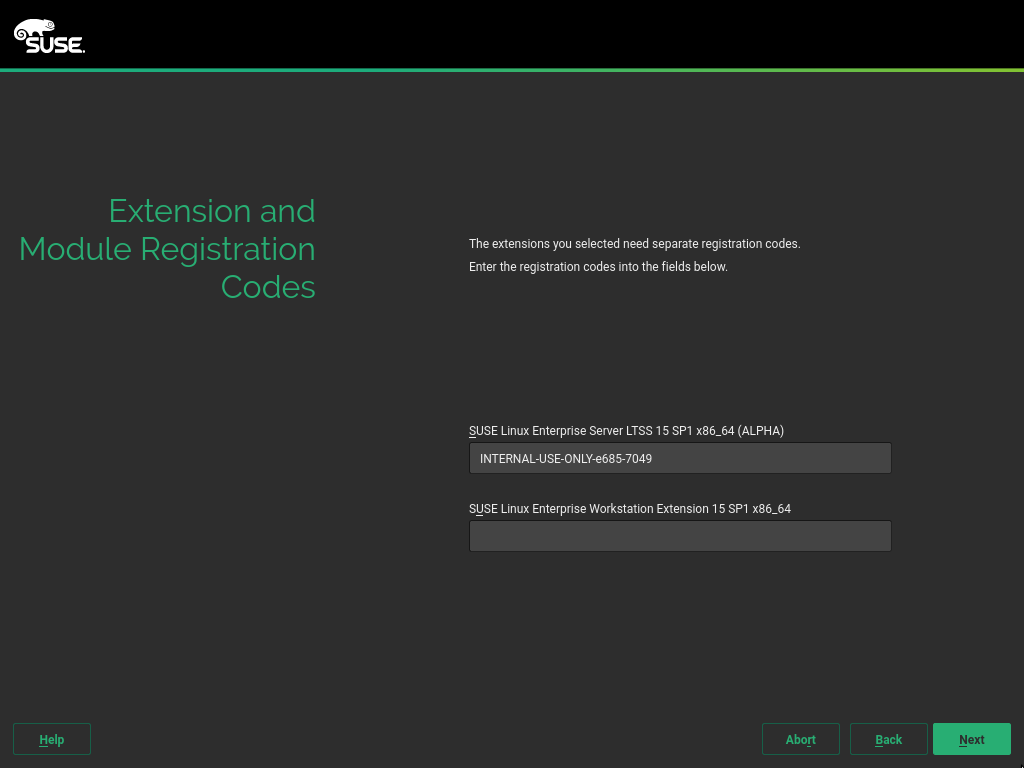 SUSE
Extension and
Module Registration
Codes
The extensions you selected need separate registration codes.
Enter the registration codes into the fields below.
SUSE Linux Enterprise Server LTSS 15 SP1 x86_64 (ALPHA)
INTERNAL-USE-ONLY-e685-7049
SUSE Linux Enterprise Workstation Extension 15 SP1 x86_64
Help
Abort
Back
Next